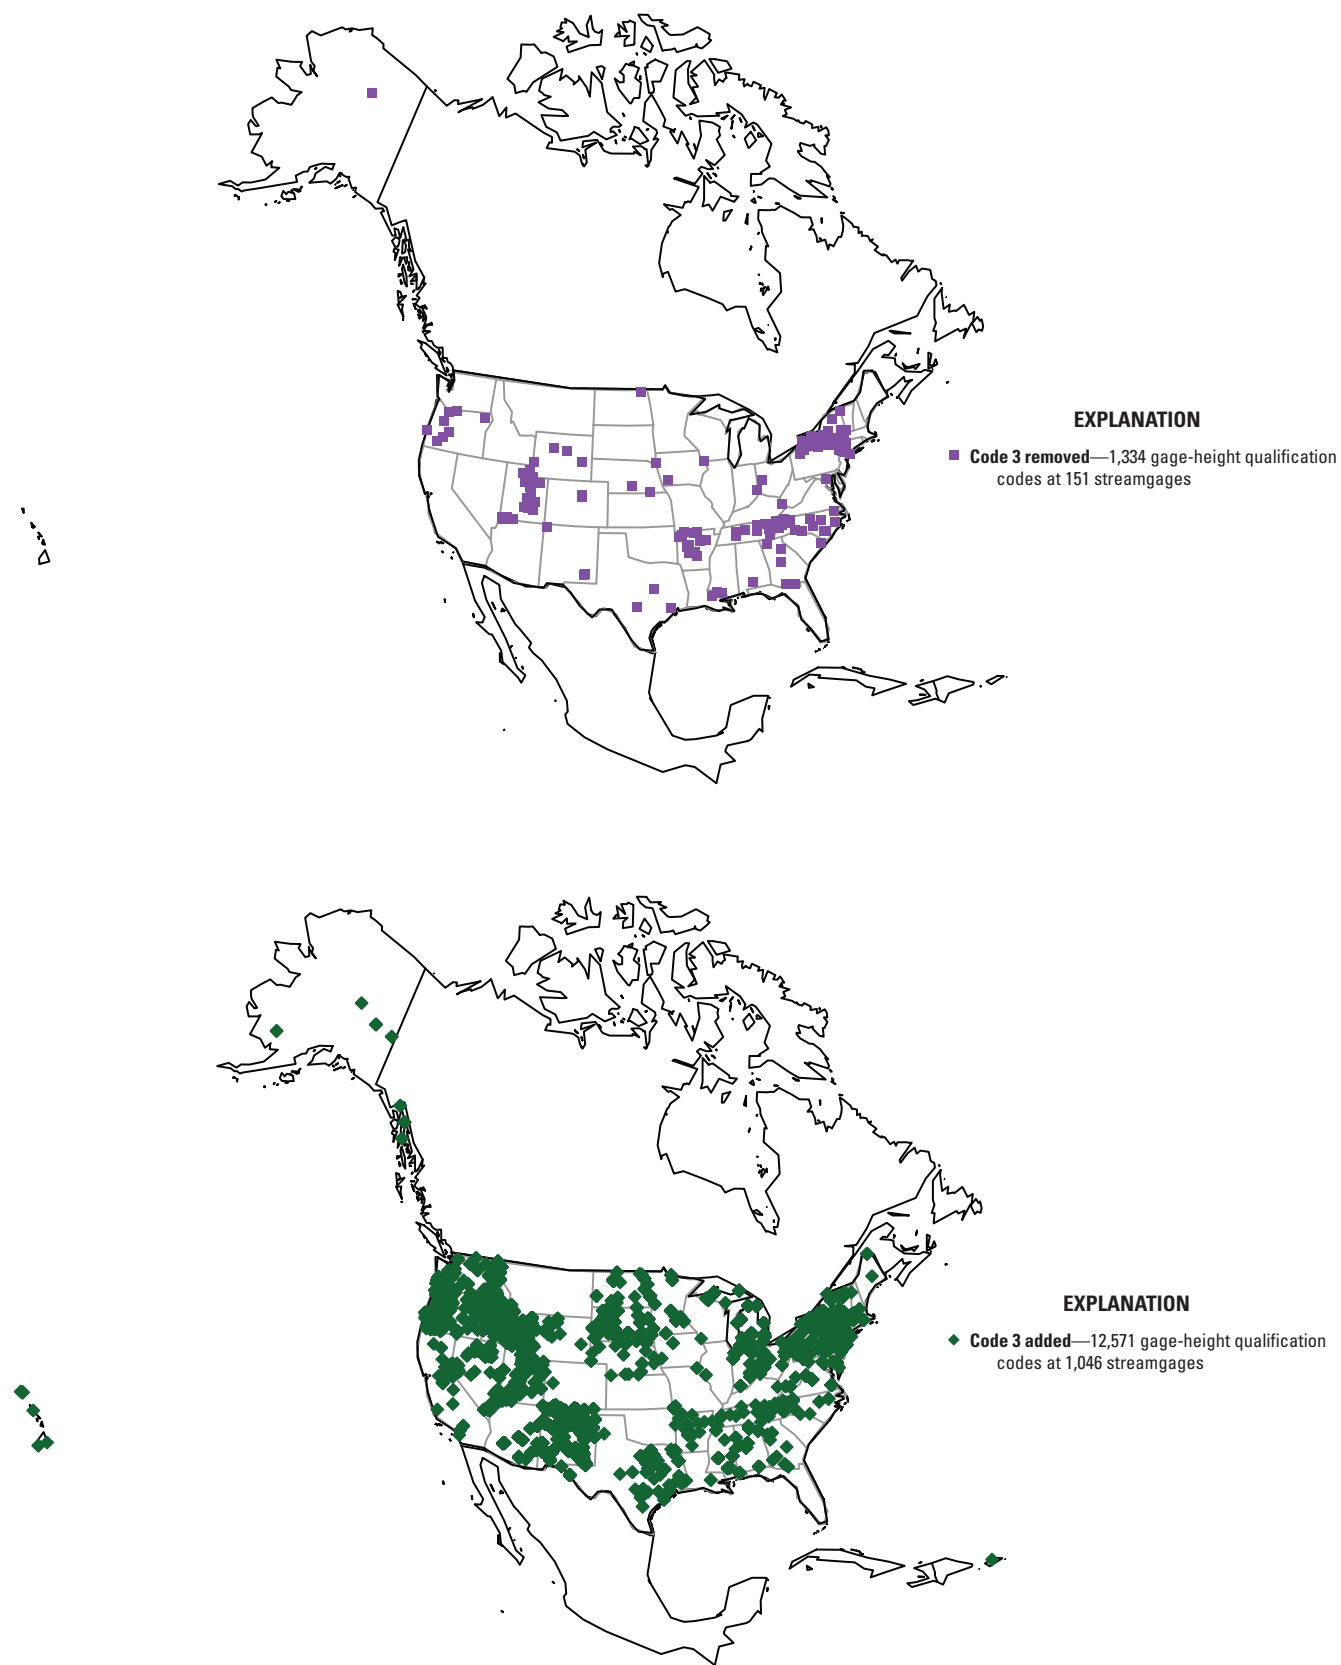 EXPLANATION
Code 3 removed—1,334 gage-height qualification
codes at 151 streamgages
EXPLANATION
Code 3 added—12,571 gage-height qualification
codes at 1,046 streamgages